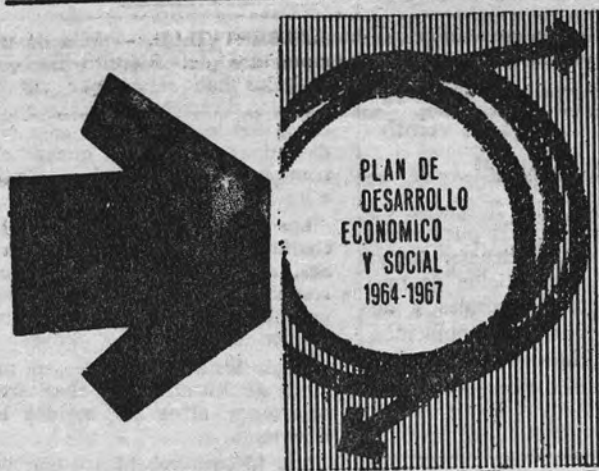 PLAN DE
DESARROLLO
ECONOMICO
Y SOCIAL
1964-1967